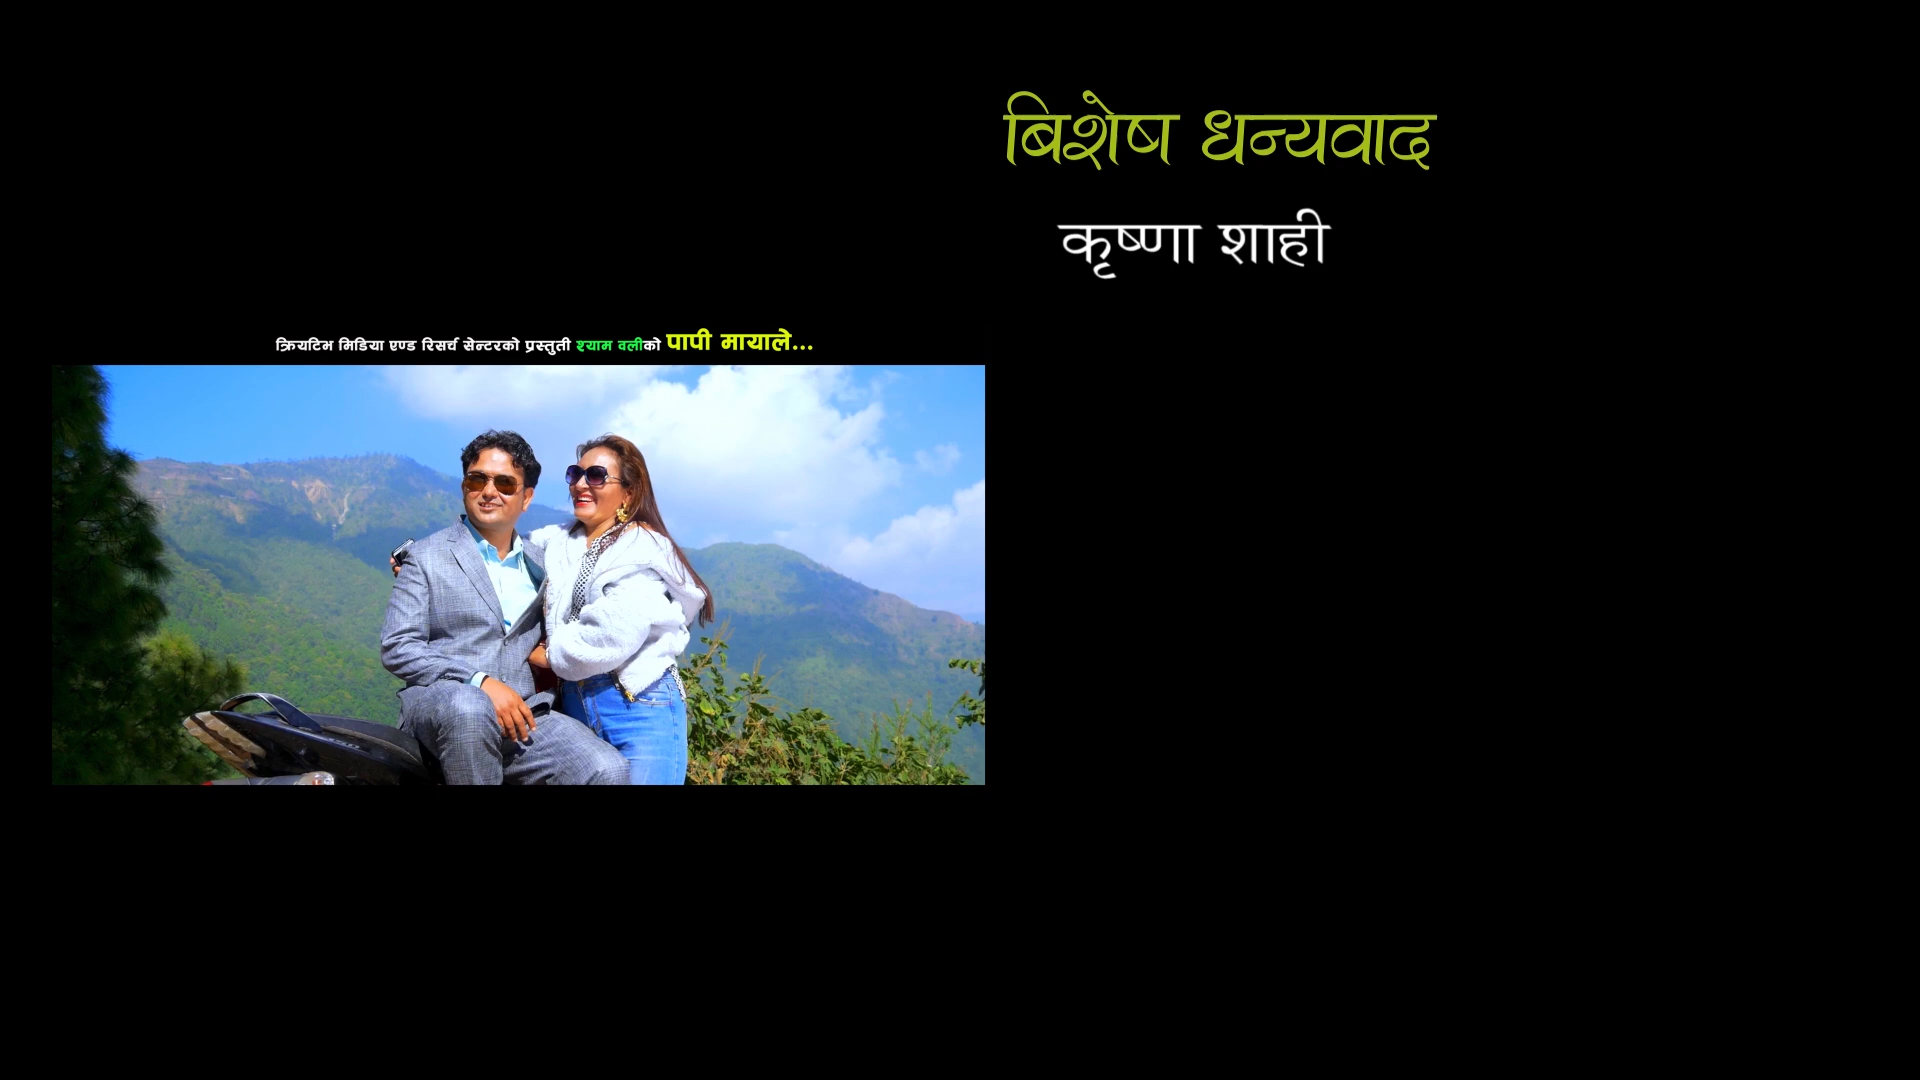 बिशेष धन्यवाद
कृष्णा शाही
क्रियटिभ मिडिया एण्ड रिसर्च सेन्टरको प्रस्तुती श्याम वलीको पापी मायाले...